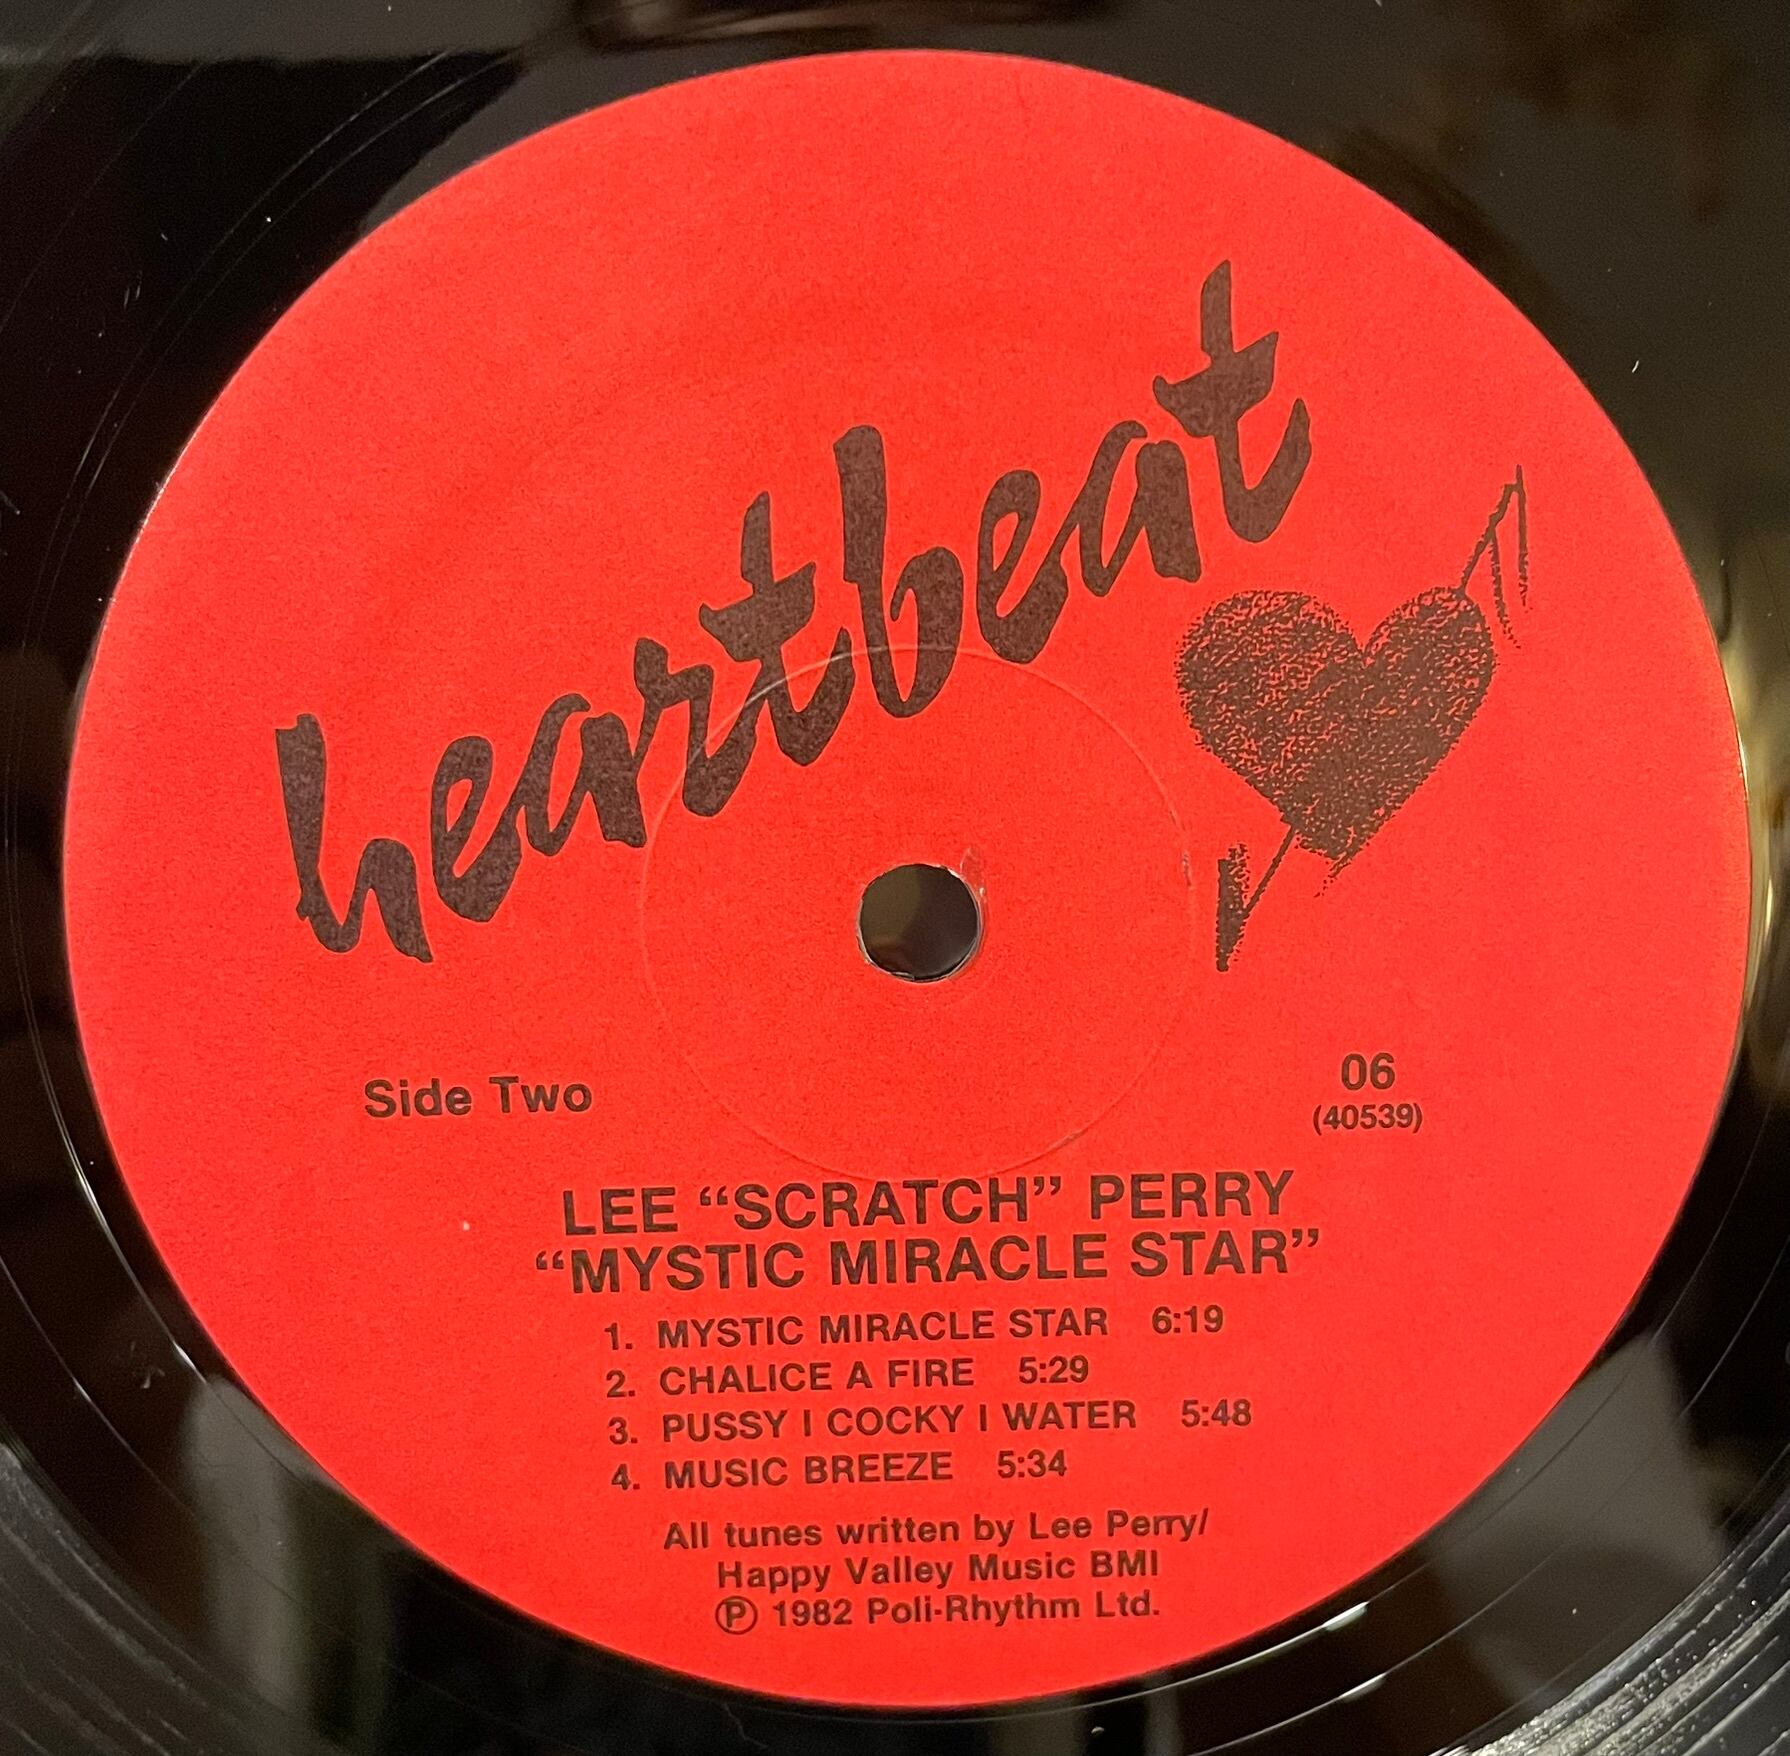 heartbeat
Side Two
06
(40539)
LEE “SCRATCH” PERRY
“MYSTIC MIRACLE STAR”
1. MYSTIC MIRACLE STAR 6:19
2. CHALICE A FIRE 5:29
3. PUSSY I COCKY I WATER 5:48
4. MUSIC BREEZE 5:34
All tunes written by Lee Perry/
Happy Valley Music BMI
℗ 1982 Poli-Rhythm Ltd.